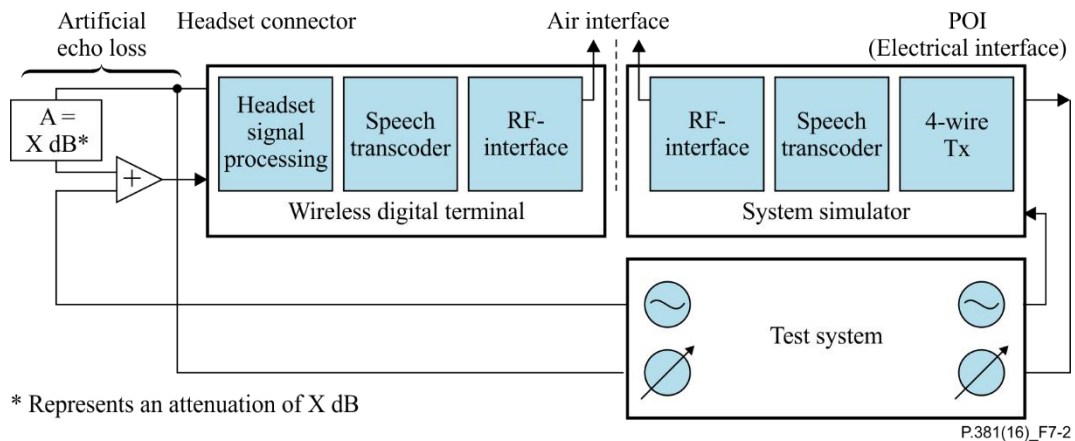 Artificial
echo loss
Headset connector
Air interface
POI
(Electrical interface)
A =
X dB*
+
Headset
signal
processing
Speech
transcoder
RF-
interface
Wireless digital terminal
RF-
interface
Speech
transcoder
4-wire
Tx
System simulator
Test system
* Represents an attenuation of X dB
P.381(16)_F7-2